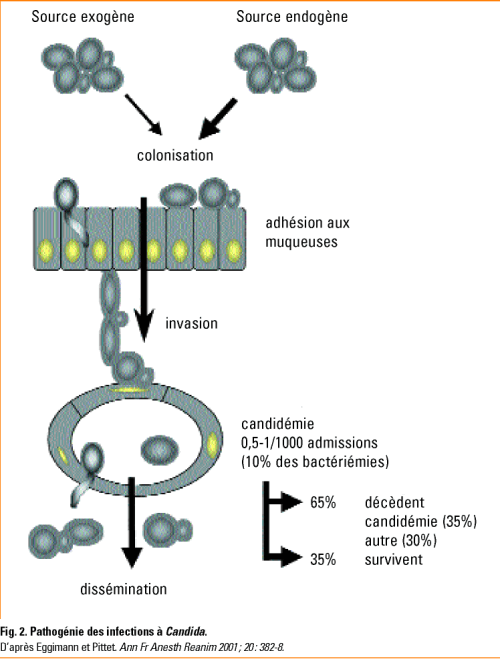 Source exogène
Source endogène
colonisation
adhésion aux
muqueuses
invasion
candidémie
0,5-1/1000 admissions
(10% des bactériémies)
65% décèdent
candidémie (35%)
autre (30%)
35% survivent
dissémination
Fig. 2. Pathogénie des infections à Candida.
D'après Eggimann et Pittet. Ann Fr Anesth Reanim 2001; 20: 382-8.